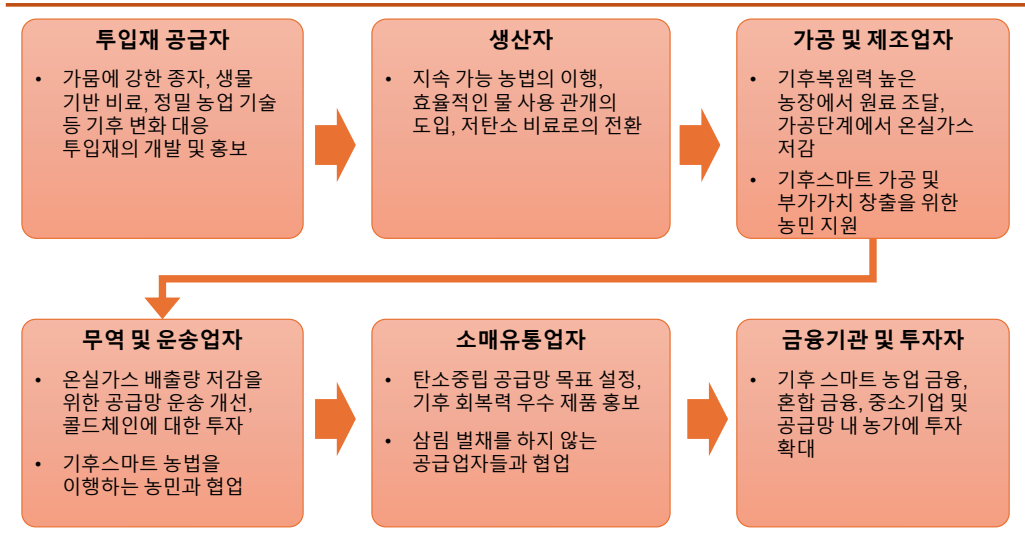 투입재 공급자
• 가뭄에 강한 종자, 생물
기반 비료, 정밀 농업 기술
등 기후 변화 대응
투입재의 개발 및 홍보
생산자
• 지속 가능 농법의 이행,
효율적인 물 사용 관개의
도입, 저탄소 비료로의 전환
가공 및 제조업자
• 기후복원력 높은
농장에서 원료 조달,
가공단계에서 온실가스
저감
• 기후스마트 가공 및
부가가치 창출을 위한
농민 지원
무역 및 운송업자
• 온실가스 배출량 저감을
위한 공급망 운송 개선,
콜드체인에 대한 투자
• 기후스마트 농법을
이행하는 농민과 협업
소매유통업자
• 탄소중립 공급망 목표 설정,
기후 회복력 우수 제품 홍보
• 삼림 벌채를 하지 않는
공급업자들과 협업
금융기관 및 투자자
• 기후 스마트 농업 금융,
혼합 금융, 중소기업 및
공급망 내 농가에 투자
확대